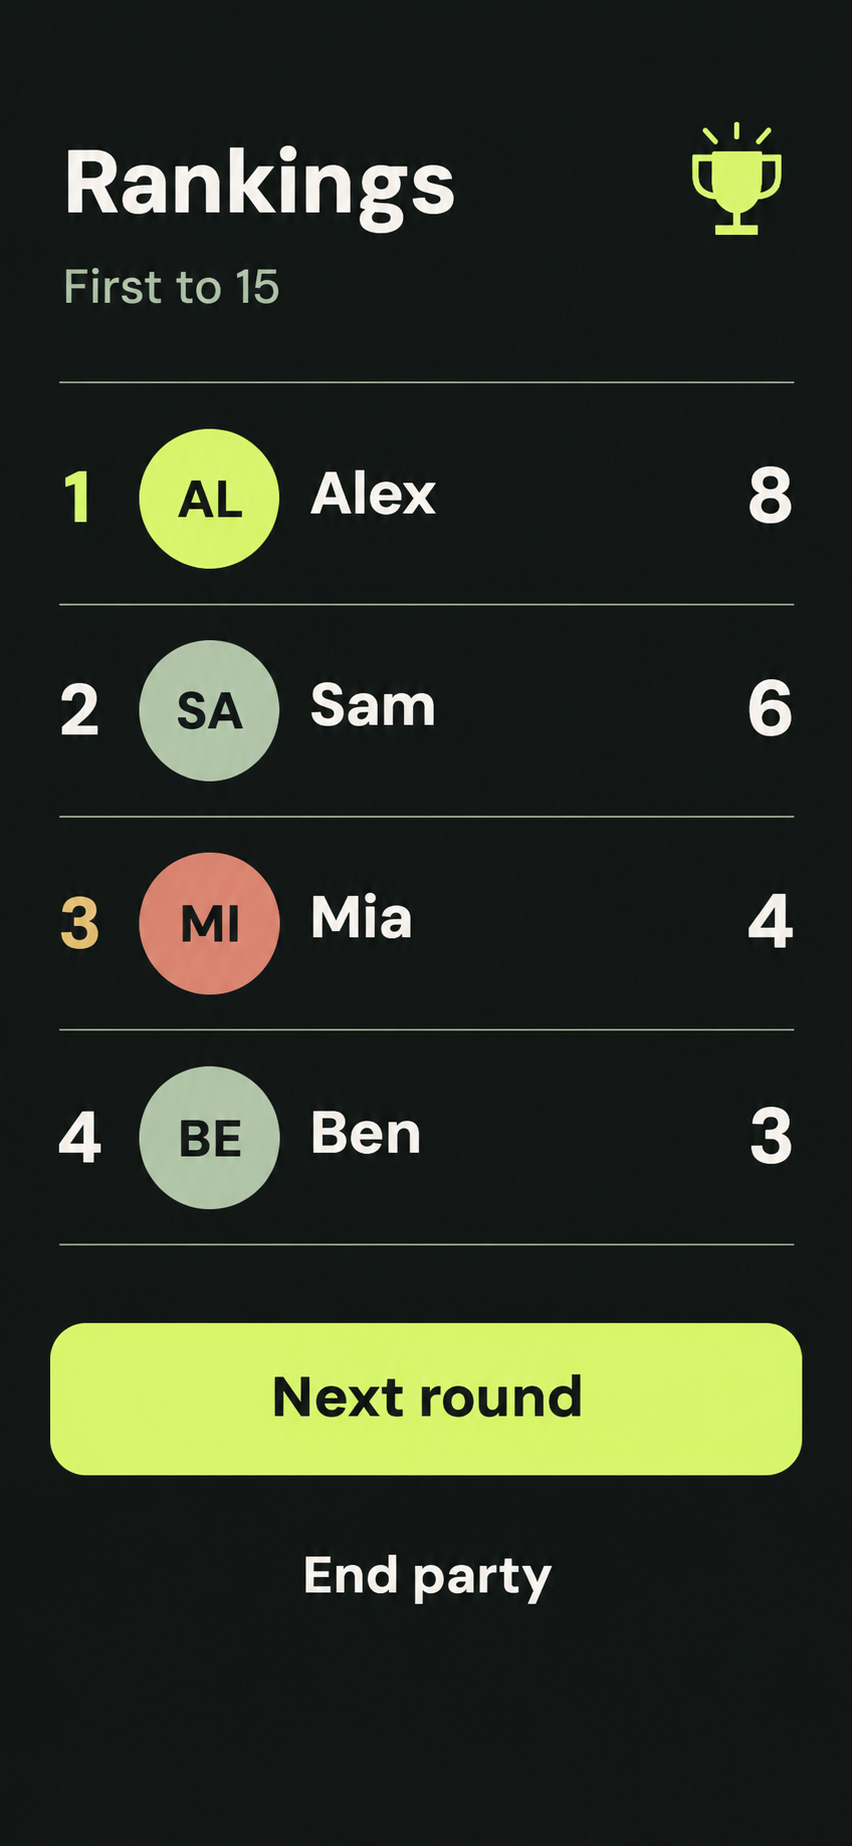 Rankings
First to 15
1 AL Alex 8
2 SA Sam 6
3 MI Mia 4
4 BE Ben 3
Next round
End party